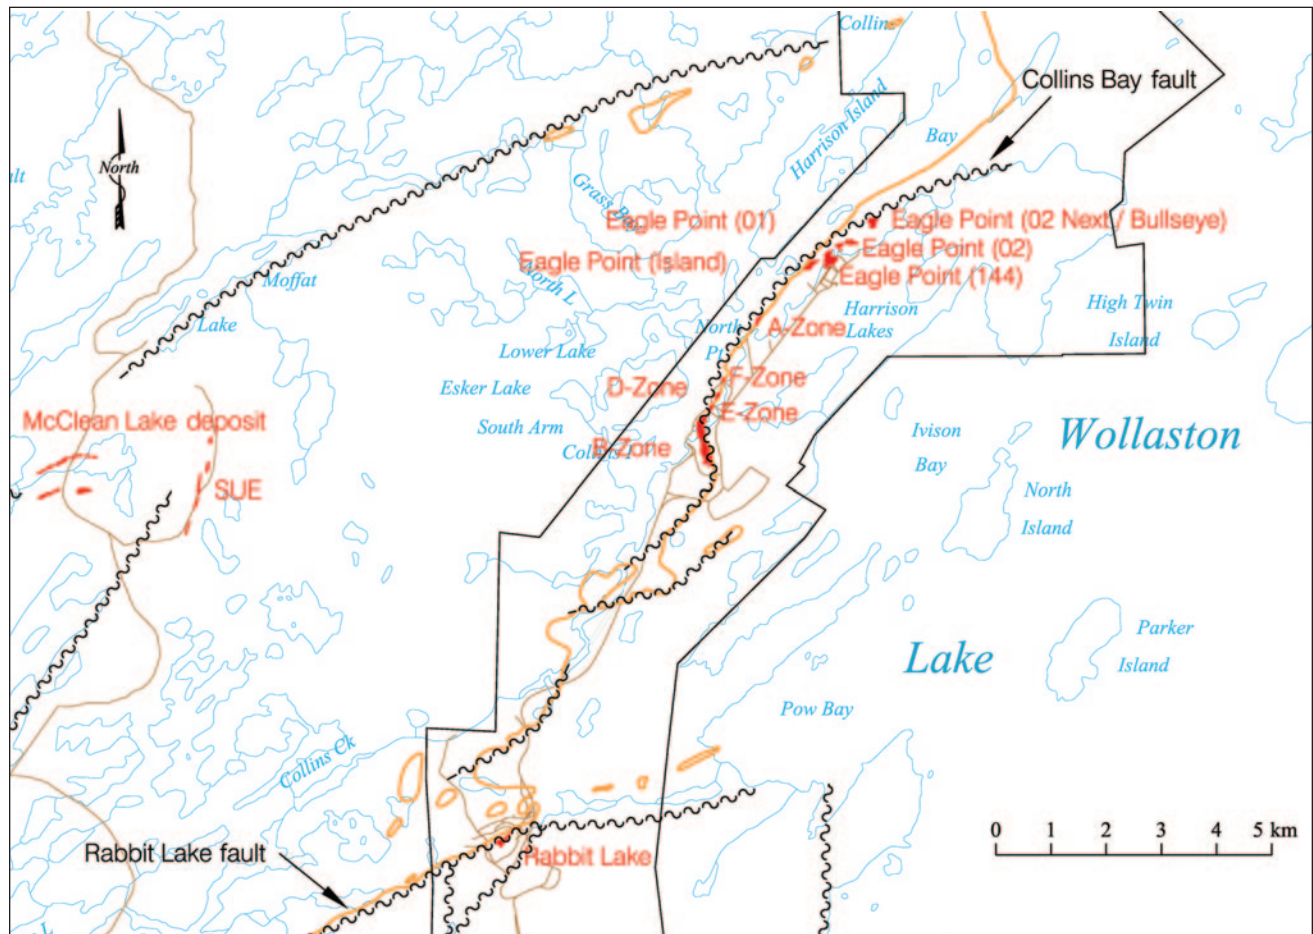 Collins
Collins Bay fault
Harrison Island
Bay
North
ult
Grass Bay
Eagle Point (01)
Eagle Point (02 Next / Bullseye)
Eagle Point (02)
Eagle Point (Island)
North L
Eagle Point (144)
Moffat
Lake
Harrison
Lakes
High Twin
Island
North
Pt
A-Zone
Lower Lake
Esker Lake
D-Zone
F-Zone
E-Zone
McClean Lake deposit
South Arm
B-Zone
SUE
Ivison
Bay
Wollaston
North
Island
Lake
Parker
Island
Pow Bay
Collins Ck
0 1 2 3 4 5 km
Rabbit Lake fault
Rabbit Lake